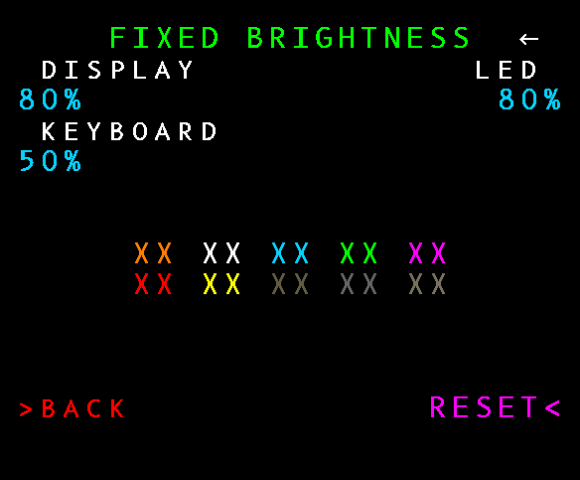 FIXED BRIGHTNESS ←
DISPLAY LED
80% 80%
KEYBOARD
50%
XX XX XX XX XX
XX XX XX XX XX
>BACK RESET<